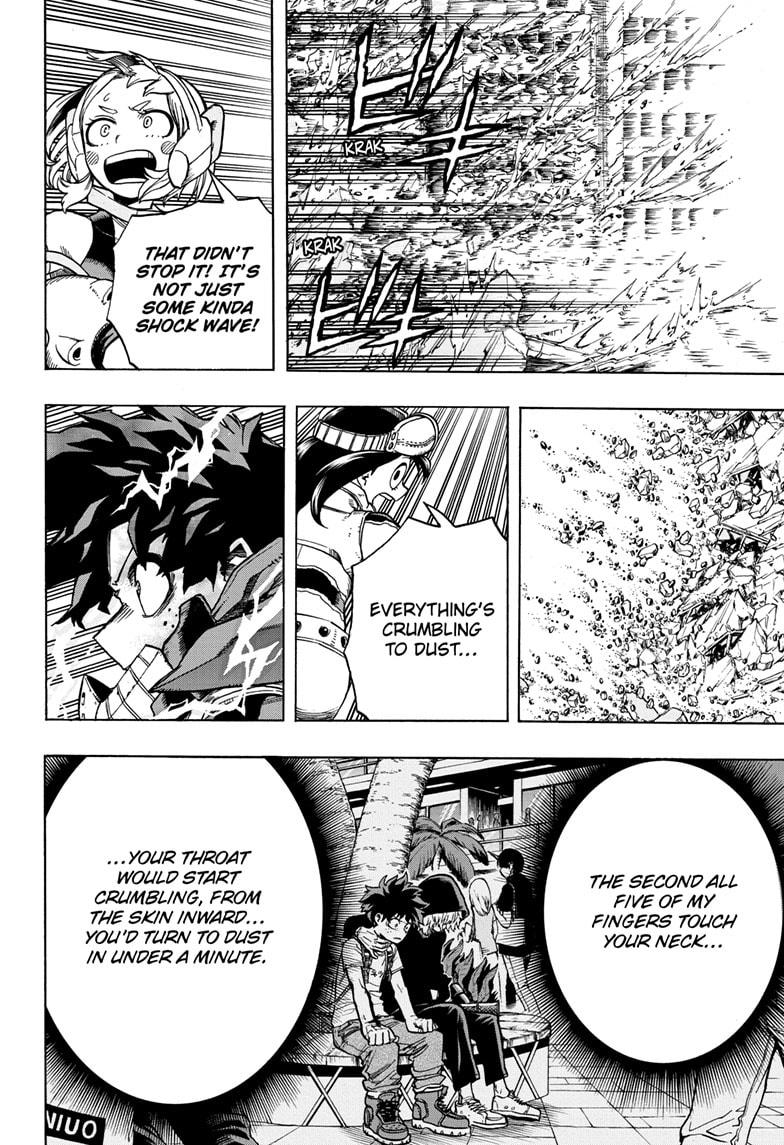 ビキ
KRAK
KRAK
ビキ
THAT DIDN'T
STOP IT! IT'S
NOT JUST
SOME KINDA
SHOCK WAVE!
EVERYTHING'S
CRUMBLING
TO DUST...
THE SECOND ALL
FIVE OF MY
FINGERS TOUCH
YOUR NECK...
...YOUR THROAT
WOULD START
CRUMBLING, FROM
THE SKIN INWARD...
YOU'D TURN TO DUST
IN UNDER A MINUTE.
NIUO